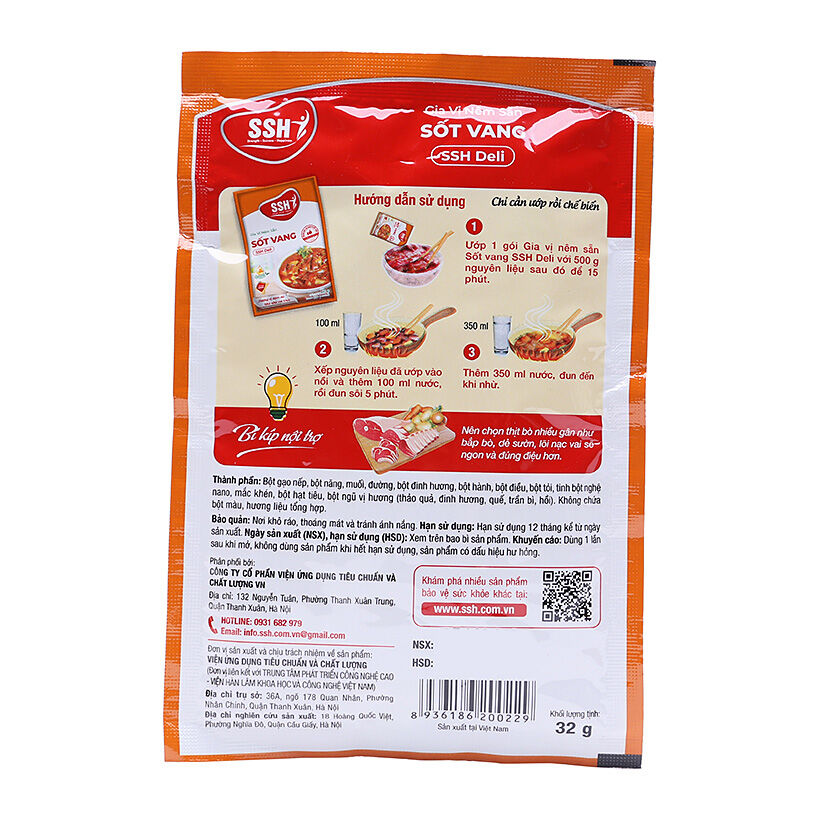 SSH
Strength - Success - Happiness
Gia Vị Nêm Sẵn
SỐT VANG
SSH Deli
SSH
Gia Vị Nêm Sẵn
SỐT VANG
SSH Deli
Hướng dẫn sử dụng
Chỉ cần ướp rồi chế biến
1
Ướp 1 gói Gia vị nêm sẵn
Sốt vang SSH Deli với 500 g
nguyên liệu sau đó để 15
phút.
100 ml
350 ml
2
Xếp nguyên liệu đã ướp vào
nồi và thêm 100 ml nước,
rồi đun sôi 5 phút.
3
Thêm 350 ml nước, đun đến
khi nhừ.
Bí kíp nội trợ
Nên chọn thịt bò nhiều gân như
bắp bò, dẻ sườn, lõi nạc vai sẽ
ngon và đúng điệu hơn.
Thành phần: Bột gạo nếp, bột năng, muối, đường, bột đinh hương, bột hành, bột điều, bột tỏi, tinh bột nghệ
nano, mắc khén, bột hạt tiêu, bột ngũ vị hương (thảo quả, đinh hương, quế, trần bì, hồi). Không chứa
bột màu, hương liệu tổng hợp.
Bảo quản: Nơi khô ráo, thoáng mát và tránh ánh nắng. Hạn sử dụng: Hạn sử dụng 12 tháng kể từ ngày
sản xuất. Ngày sản xuất (NSX), hạn sử dụng (HSD): Xem trên bao bì sản phẩm. Khuyến cáo: Dùng 1 lần
sau khi mở, không dùng sản phẩm khi hết hạn sử dụng, sản phẩm có dấu hiệu hư hỏng.
Phân phối bởi:
CÔNG TY CỔ PHẦN VIỆN ỨNG DỤNG TIÊU CHUẨN VÀ
CHẤT LƯỢNG VN
Địa chỉ: 132 Nguyễn Tuân, Phường Thanh Xuân Trung,
Quận Thanh Xuân, Hà Nội
HOTLINE: 0931 682 979
Email: info.ssh.com.vn@gmail.com
Khám phá nhiều sản phẩm
bảo vệ sức khỏe khác tại:
www.ssh.com.vn
Đơn vị sản xuất và chịu trách nhiệm về sản phẩm:
VIỆN ỨNG DỤNG TIÊU CHUẨN VÀ CHẤT LƯỢNG
(Đơn vị liên kết với TRUNG TÂM PHÁT TRIỂN CÔNG NGHỆ CAO
- VIỆN HÀN LÂM KHOA HỌC VÀ CÔNG NGHỆ VIỆT NAM)
Địa chỉ trụ sở: 36A, ngõ 178 Quan Nhân, Phường
Nhân Chính, Quận Thanh Xuân, Hà Nội
Địa chỉ nghiên cứu sản xuất: 18 Hoàng Quốc Việt,
Phường Nghĩa Đô, Quận Cầu Giấy, Hà Nội
NSX:
HSD:
8 936186 200229
Sản xuất tại Việt Nam
Khối lượng tịnh:
32 g